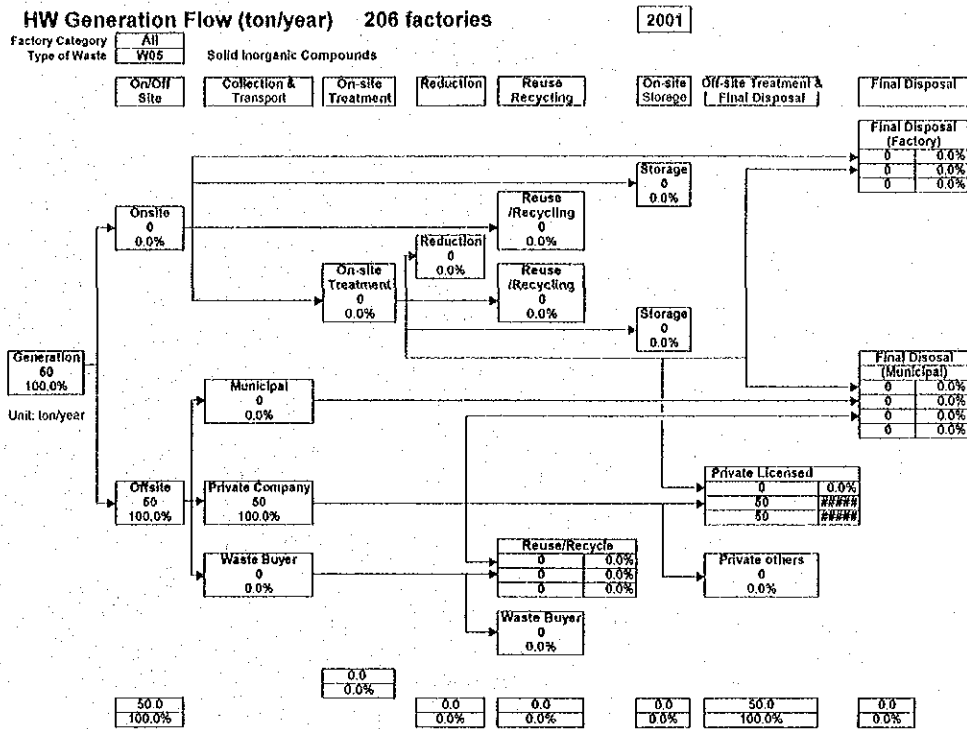 HW Generation Flow (ton/year) 206 factories 2001
Factory Category All
Type of Waste W05 Solid Inorganic Compounds
On/Off Site
Collection & Transport
On-site Treatment
Reduction
Reuse Recycling
On-site Storage
Off-site Treatment & Final Disposal
Final Disposal
Final Disposal
(Factory)
0 0.0%
0 0.0%
0 0.0%
Storage
0
0.0%
Onsite
0
0.0%
Reuse
/Recycling
0
0.0%
Reduction
0
0.0%
On-site
Treatment
0
0.0%
Reuse
/Recycling
0
0.0%
Storage
0
0.0%
Generation
50
100.0%
Unit: ton/year
Final Disosal
(Municipal)
0 0.0%
0 0.0%
0 0.0%
0 0.0%
Municipal
0
0.0%
Offsite
50
100.0%
Private Company
50
100.0%
Private Licensed
0 0.0%
50 #####
50 #####
Waste Buyer
0
0.0%
Reuse/Recycle
0 0.0%
0 0.0%
0 0.0%
Private others
0
0.0%
Waste Buyer
0
0.0%
0.0
0.0%
50.0 0.0 0.0 0.0 50.0 0.0
100.0% 0.0% 0.0% 0.0% 100.0% 0.0%